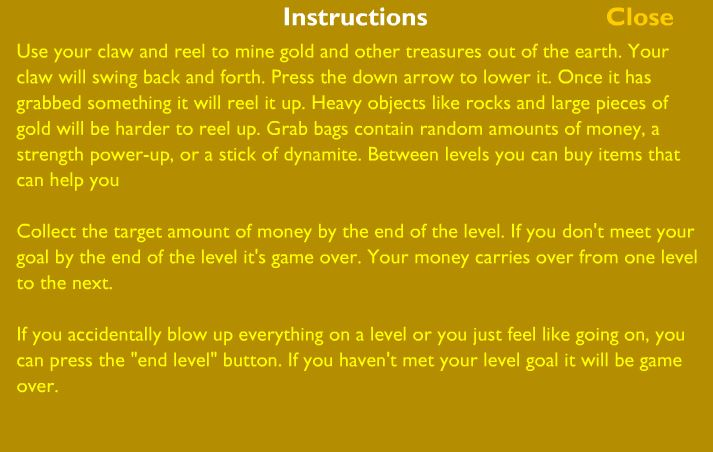 Instructions
Close
Use your claw and reel to mine gold and other treasures out of the earth. Your
claw will swing back and forth. Press the down arrow to lower it. Once it has
grabbed something it will reel it up. Heavy objects like rocks and large pieces of
gold will be harder to reel up. Grab bags contain random amounts of money, a
strength power-up, or a stick of dynamite. Between levels you can buy items that
can help you
Collect the target amount of money by the end of the level. If you don't meet your
goal by the end of the level it's game over. Your money carries over from one level
to the next.
If you accidentally blow up everything on a level or you just feel like going on, you
can press the "end level" button. If you haven't met your level goal it will be game
over.